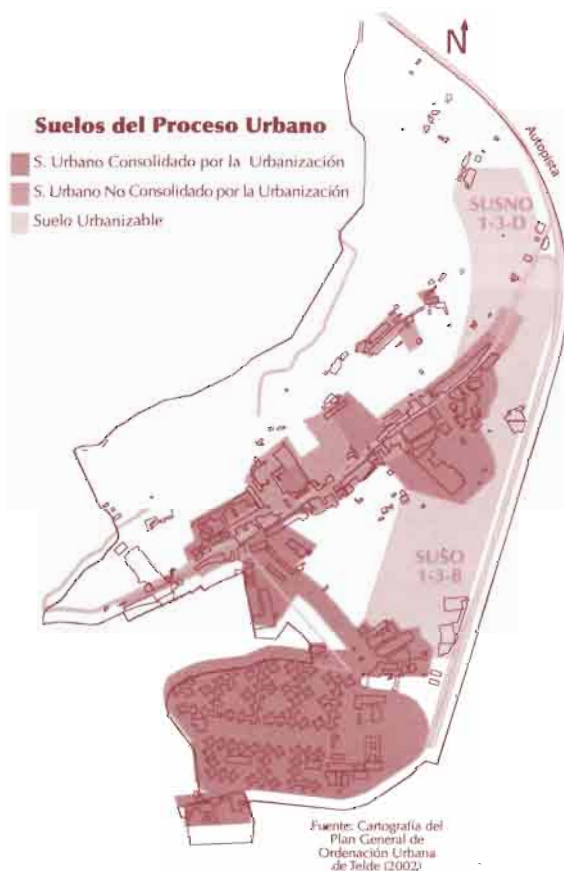 N
Suelos del Proceso Urbano
S. Urbano Consolidado por la Urbanización
S. Urbano No Consolidado por la Urbanización
Suelo Urbanizable
Autopista
SUSNO
1-3-D
SUSO
1-3-B
Fuente: Cartografía del
Plan General de
Ordenación Urbana
de Telde (2002)